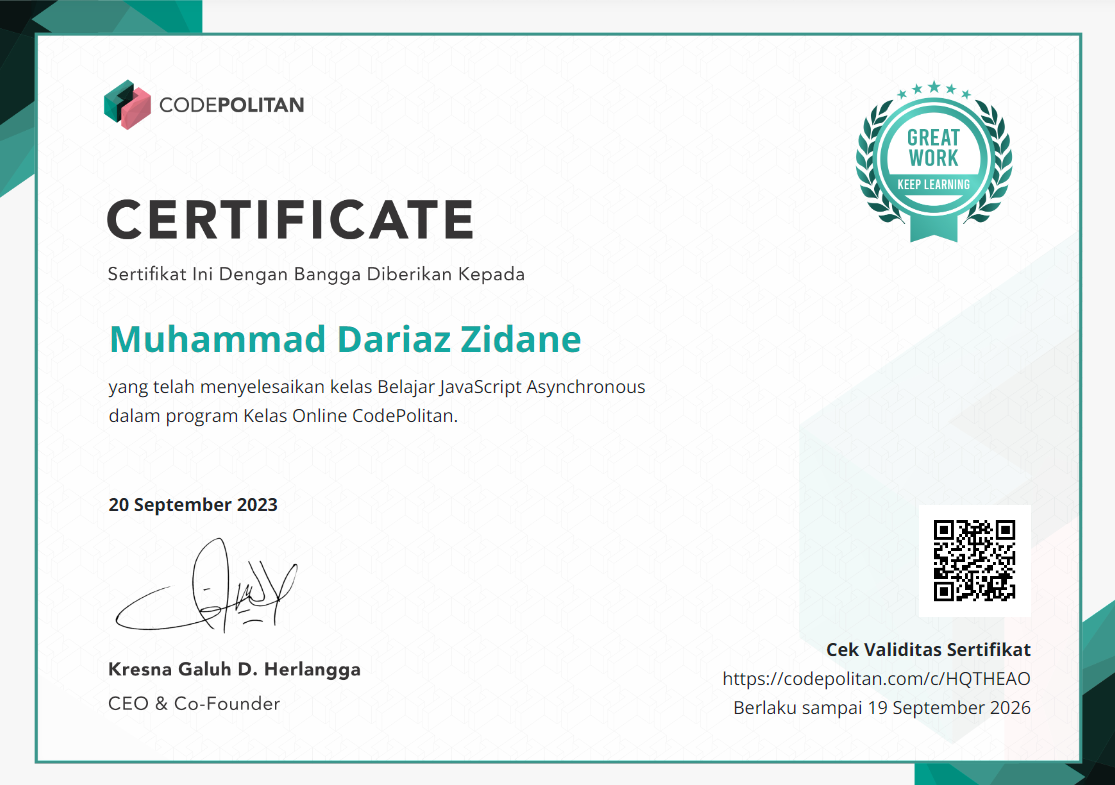 CODEPOLITAN
GREAT
WORK
KEEP LEARNING
CERTIFICATE
Sertifikat Ini Dengan Bangga Diberikan Kepada
Muhammad Dariaz Zidane
yang telah menyelesaikan kelas Belajar JavaScript Asynchronous
dalam program Kelas Online CodePolitan.
20 September 2023
Kresna Galuh D. Herlangga
CEO & Co-Founder
Cek Validitas Sertifikat
https://codepolitan.com/c/HQTHEAO
Berlaku sampai 19 September 2026